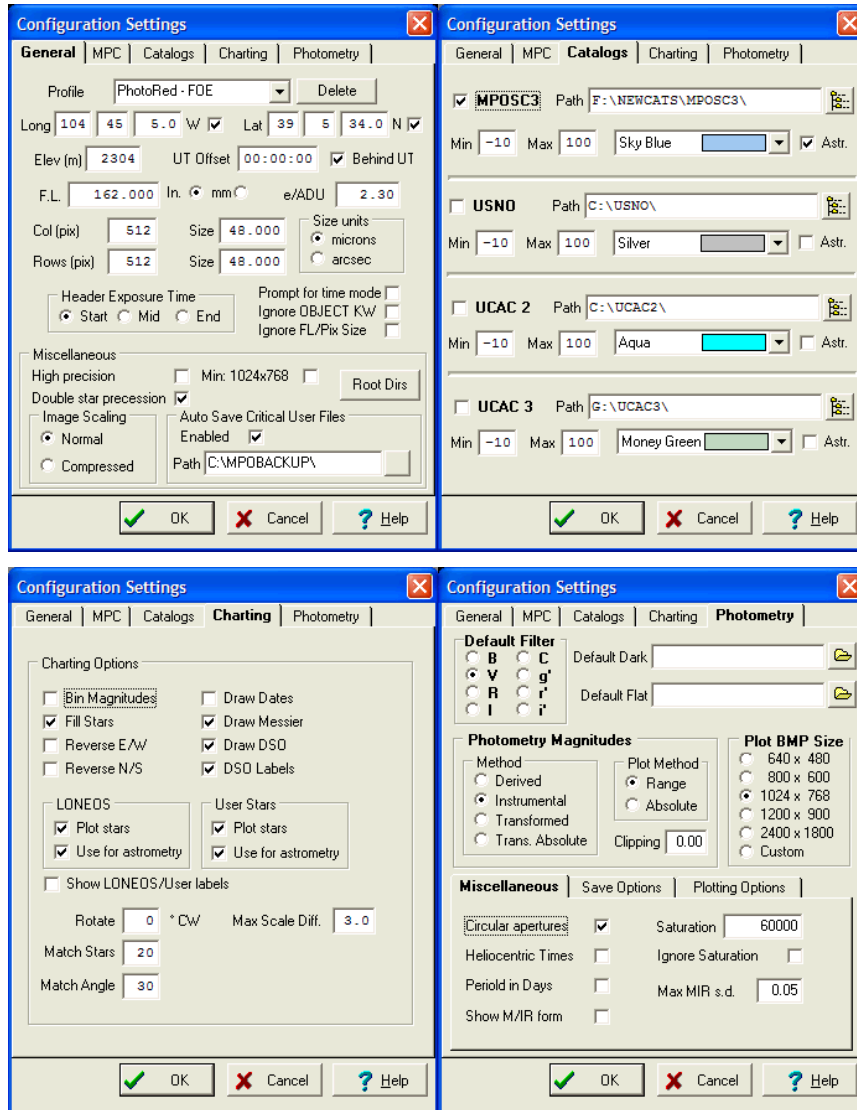 Configuration Settings
General MPC Catalogs Charting Photometry
Profile PhotoRed - FOE Delete
Long 104 45 5.0 W Lat 39 5 34.0 N
Elev (m) 2304 UT Offset 00:00:00 Behind UT
F.L. 162.000 In. mm e/ADU 2.30
Size units
Col (pix) 512 Size 48.000 microns
Rows (pix) 512 Size 48.000 arcsec
Header Exposure Time
Start Mid End
Prompt for time mode
Ignore OBJECT KW
Ignore FL/Pix Size
Miscellaneous
High precision Min: 1024x768 Root Dirs
Double star precession
Image Scaling
Normal
Compressed
Auto Save Critical User Files
Enabled
Path C:\MPOBACKUP\
OK Cancel Help
Configuration Settings
General MPC Catalogs Charting Photometry
MPOSC3 Path F:\NEWCATS\MPOSC3\
Min -10 Max 100 Sky Blue Astr.
USNO Path C:\USNO\
Min -10 Max 100 Silver Astr.
UCAC 2 Path C:\UCAC2\
Min -10 Max 100 Aqua Astr.
UCAC 3 Path G:\UCAC3\
Min -10 Max 100 Money Green Astr.
OK Cancel Help
Configuration Settings
General MPC Catalogs Charting Photometry
Charting Options
Bin Magnitudes Draw Dates
Fill Stars Draw Messier
Reverse E/W Draw DSO
Reverse N/S DSO Labels
LONEOS
Plot stars
Use for astrometry
User Stars
Plot stars
Use for astrometry
Show LONEOS/User labels
Rotate 0 ° CW Max Scale Diff. 3.0
Match Stars 20
Match Angle 30
OK Cancel Help
Configuration Settings
General MPC Catalogs Charting Photometry
Default Filter
B C
V g'
R r'
I i'
Default Dark
Default Flat
Photometry Magnitudes
Method
Derived
Instrumental
Transformed
Trans. Absolute
Plot Method
Range
Absolute
Clipping 0.00
Plot BMP Size
640 x 480
800 x 600
1024 x 768
1200 x 900
2400 x 1800
Custom
Miscellaneous Save Options Plotting Options
Circular apertures Saturation 60000
Heliocentric Times Ignore Saturation
Periold in Days Max MIR s.d. 0.05
Show M/IR form
OK Cancel Help